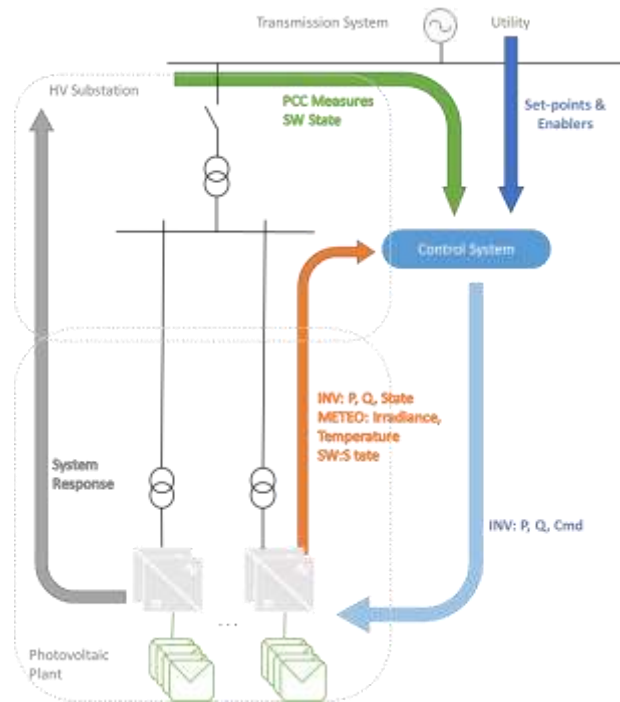 Transmission System
Utility
HV Substation
PCC Measures
SW State
Set-points &
Enablers
Control System
INV: P, Q, State
METEO: Irradiance,
Temperature
SW:S tate
System
Response
INV: P, Q, Cmd
...
Photovoltaic
Plant